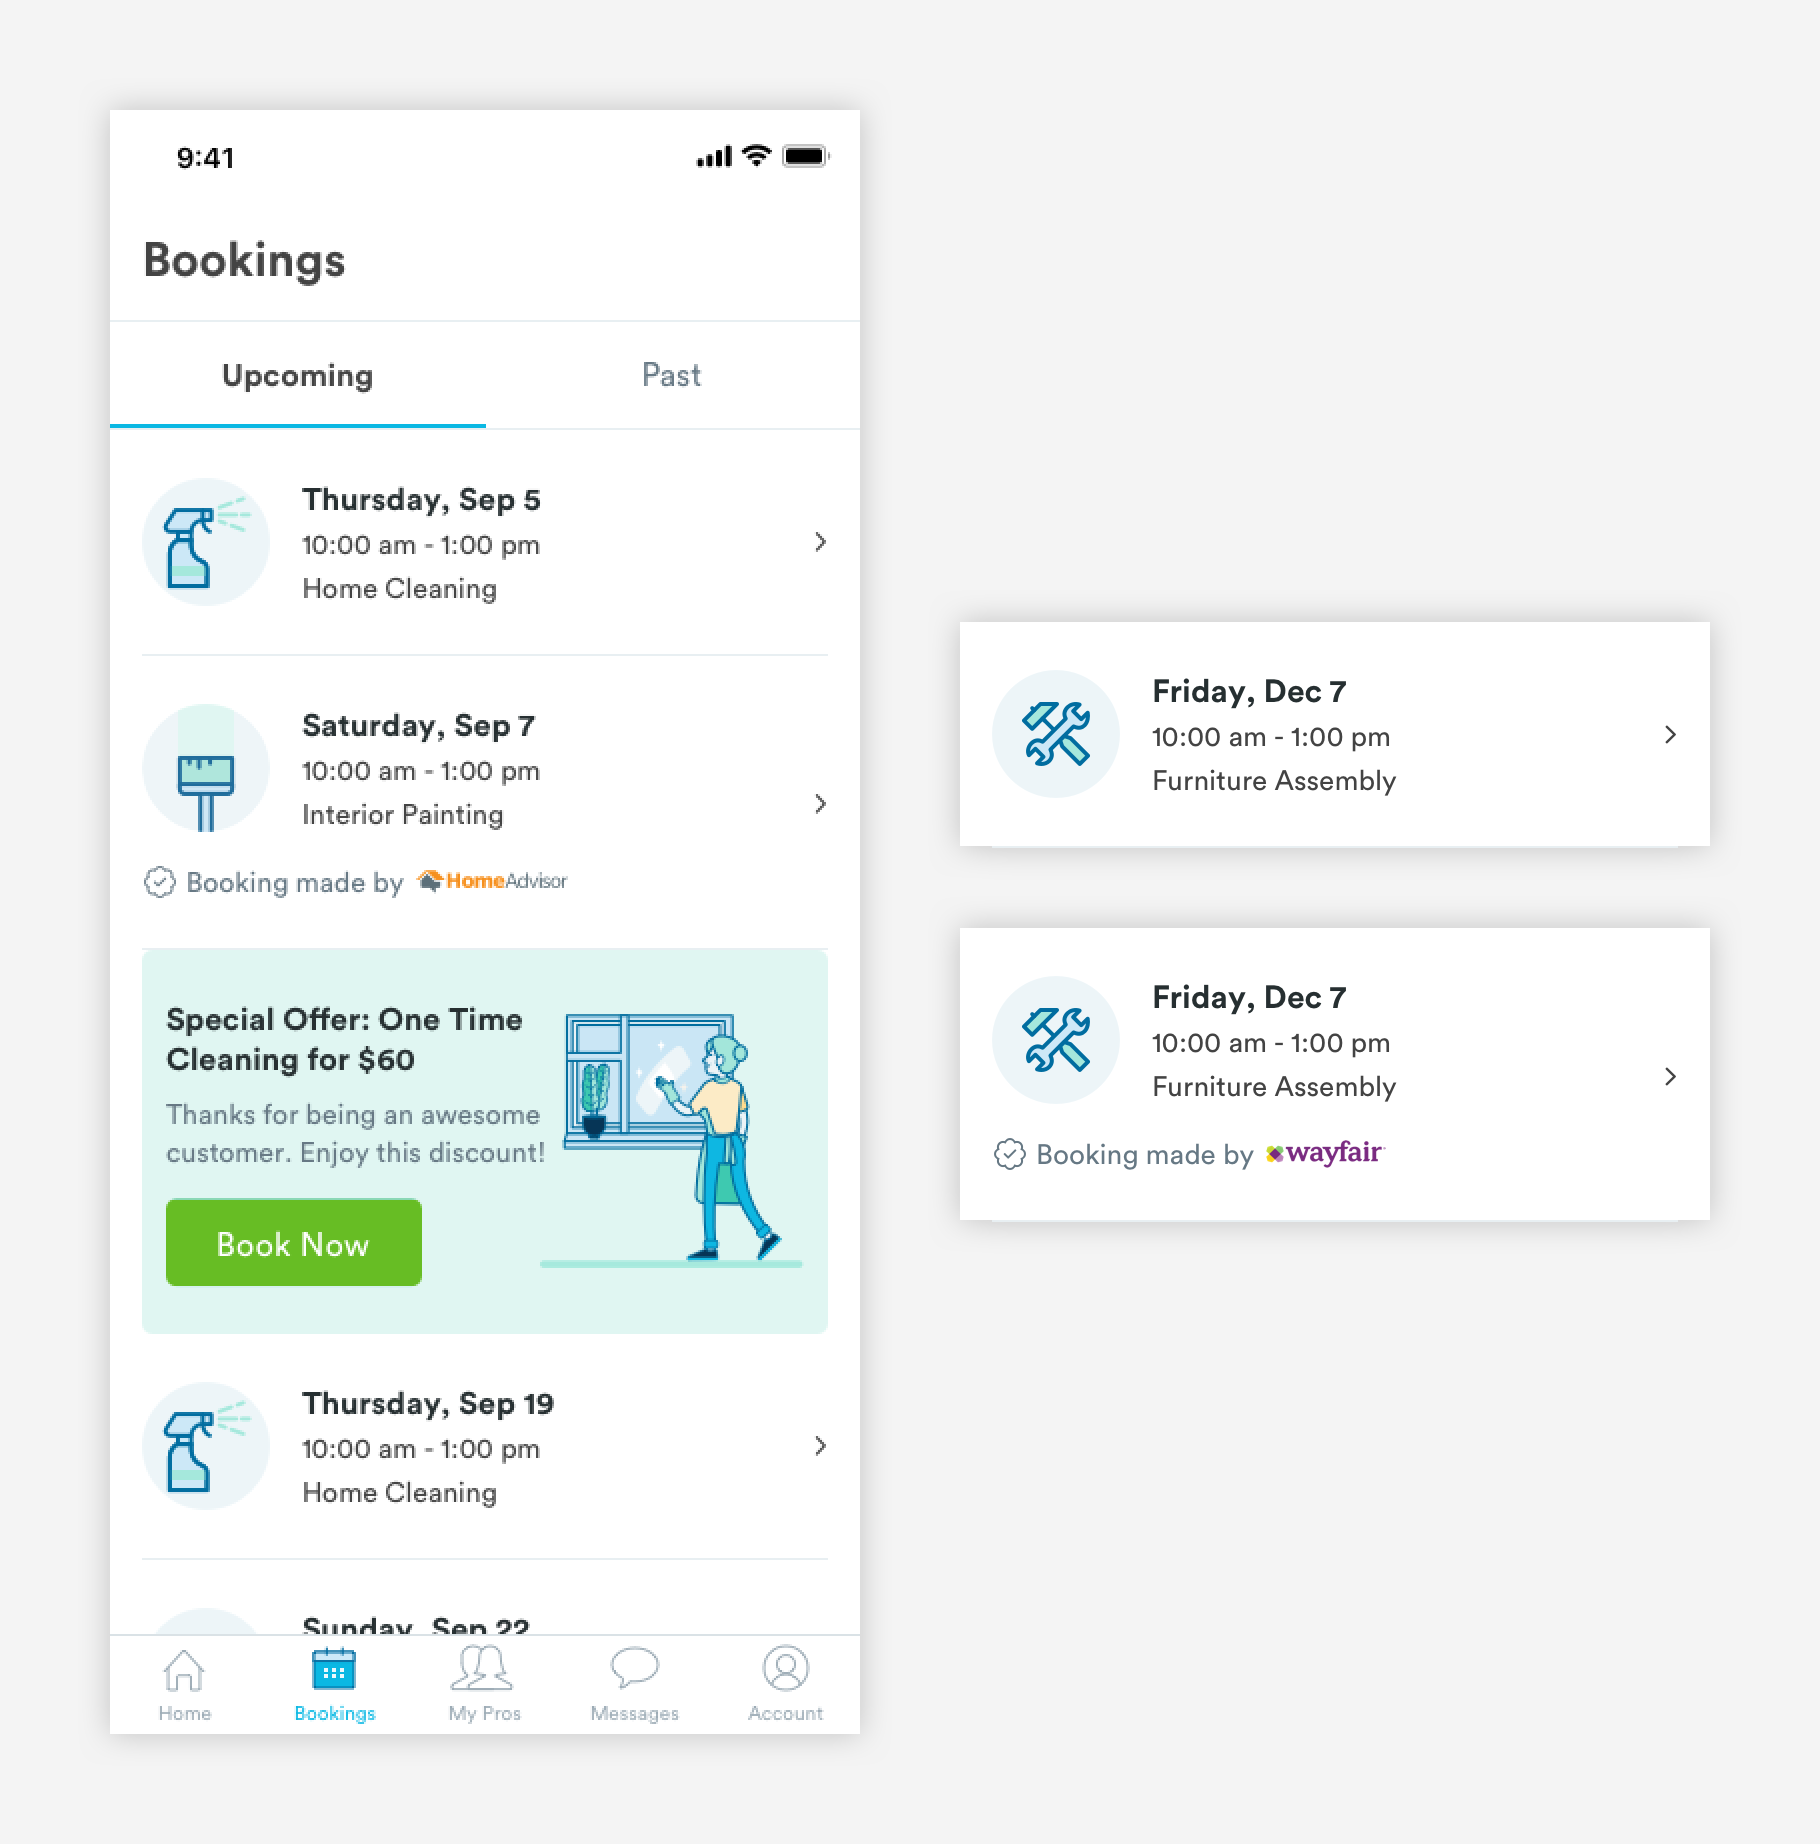 9:41
Bookings
Upcoming
Past
Thursday, Sep 5
10:00 am - 1:00 pm
Home Cleaning
Saturday, Sep 7
10:00 am - 1:00 pm
Interior Painting
Booking made by HomeAdvisor
Special Offer: One Time
Cleaning for $60
Thanks for being an awesome
customer. Enjoy this discount!
Book Now
Thursday, Sep 19
10:00 am - 1:00 pm
Home Cleaning
Sunday, Sep 22
Home
Bookings
My Pros
Messages
Account
Friday, Dec 7
10:00 am - 1:00 pm
Furniture Assembly
Friday, Dec 7
10:00 am - 1:00 pm
Furniture Assembly
Booking made by wayfair